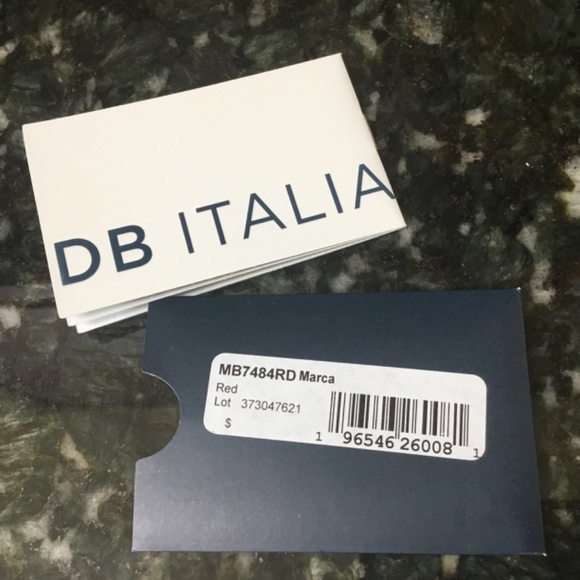 DB ITALIA
MB7484RD Marca
Red
Lot 373047621
$
1 96546 26008 1